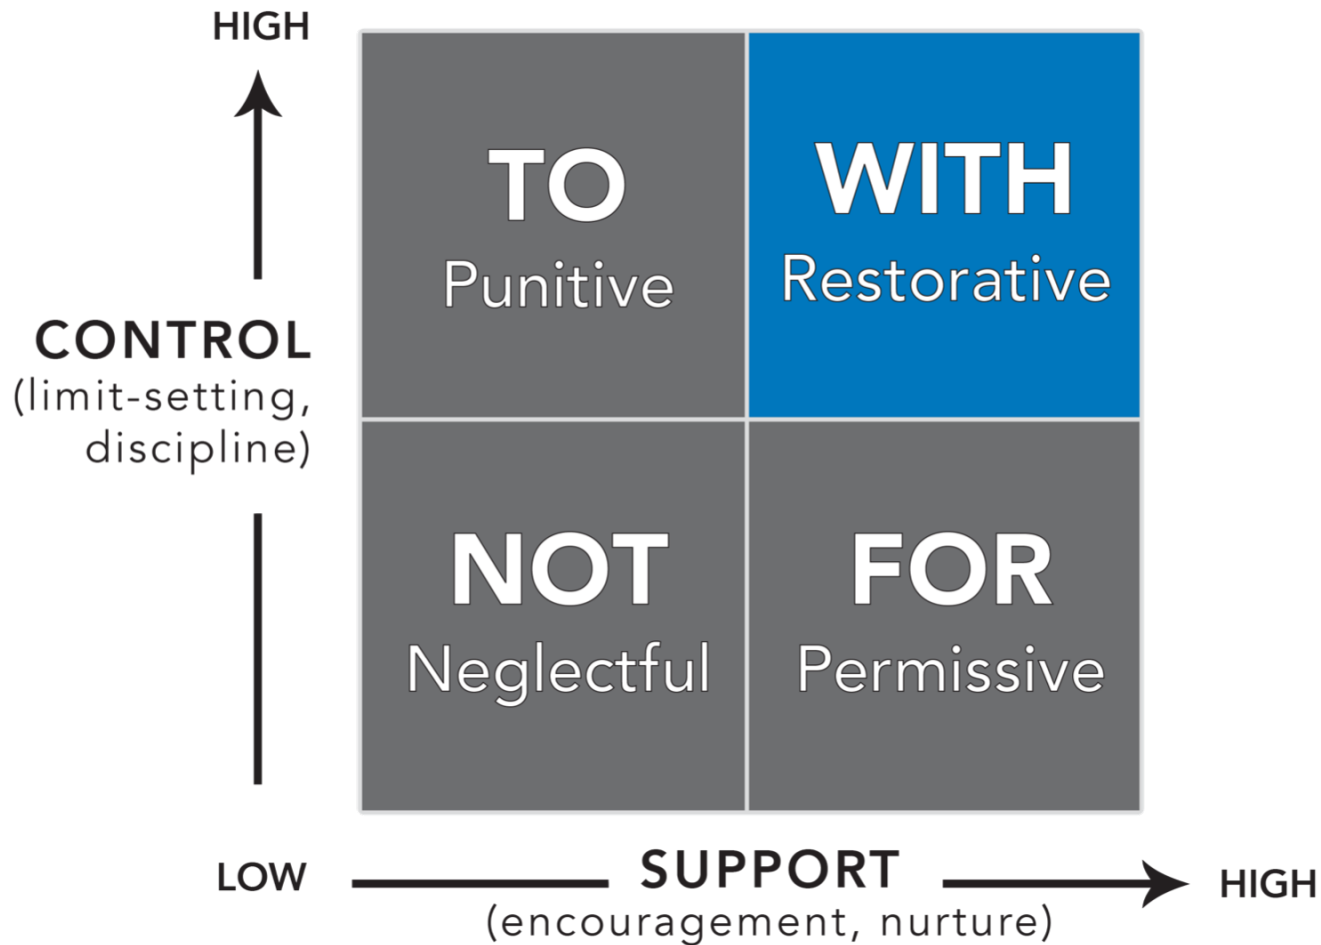 HIGH
TO
Punitive
WITH
Restorative
CONTROL
(limit-setting,
discipline)
NOT
Neglectful
FOR
Permissive
LOW
SUPPORT
(encouragement, nurture)
HIGH